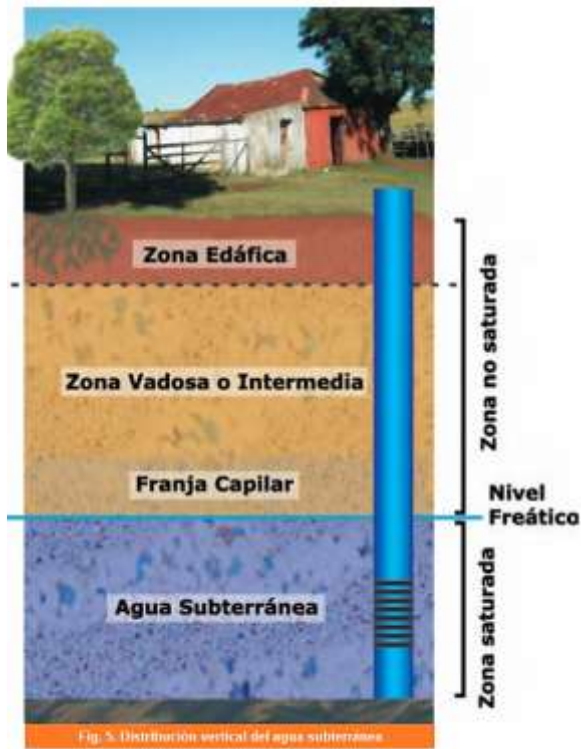 Zona Edáfica
Zona Vadosa o Intermedia
Franja Capilar
Agua Subterránea
Zona no saturada
Nivel
Freático
Zona saturada
Fig. 5. Distribución vertical del agua subterránea